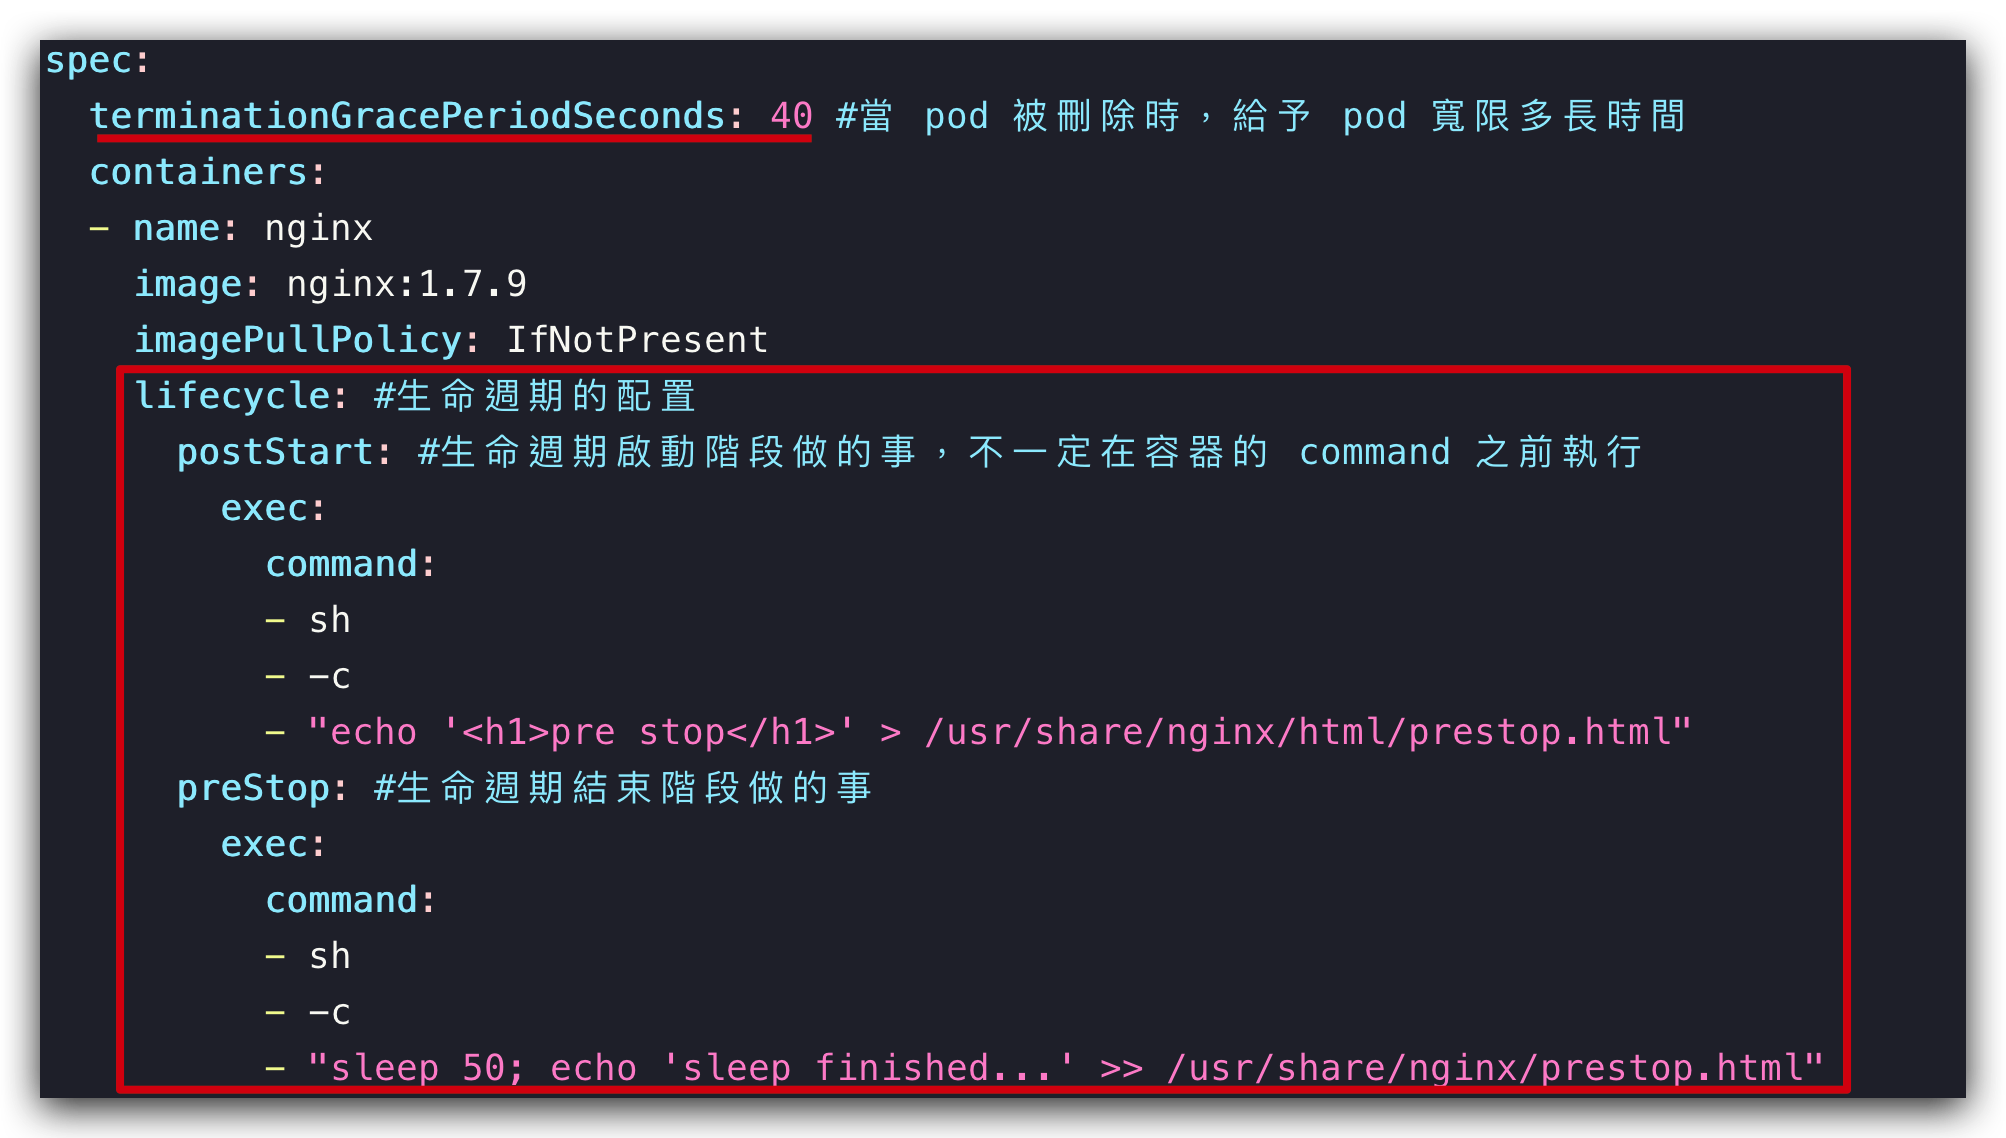 spec:
  terminationGracePeriodSeconds: 40 #當 pod 被刪除時，給予 pod 寬限多長時間
  containers:
  - name: nginx
    image: nginx:1.7.9
    imagePullPolicy: IfNotPresent
    lifecycle: #生命週期的配置
      postStart: #生命週期啟動階段做的事，不一定在容器的 command 之前執行
        exec:
          command:
          - sh
          - -c
          - "echo '<h1>pre stop</h1>' > /usr/share/nginx/html/prestop.html"
      preStop: #生命週期結束階段做的事
        exec:
          command:
          - sh
          - -c
          - "sleep 50; echo 'sleep finished...' >> /usr/share/nginx/prestop.html"